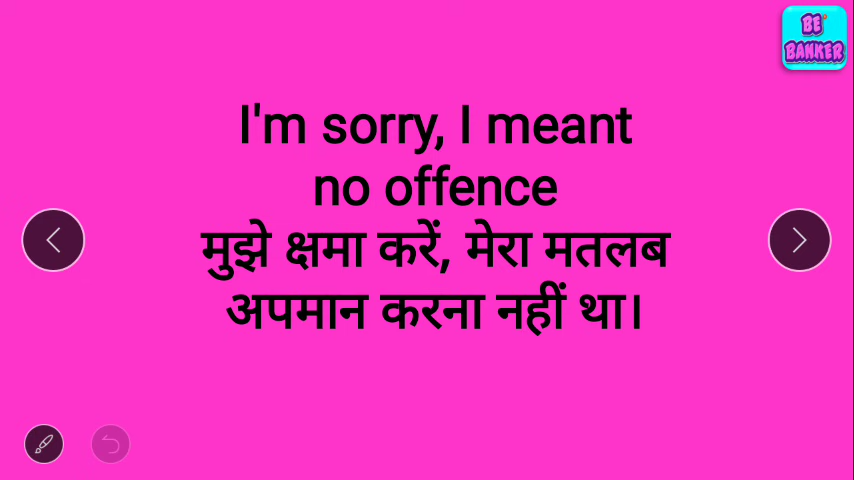 BE
BANKER
I'm sorry, I meant
no offence
मुझे क्षमा करें, मेरा मतलब
अपमान करना नहीं था।